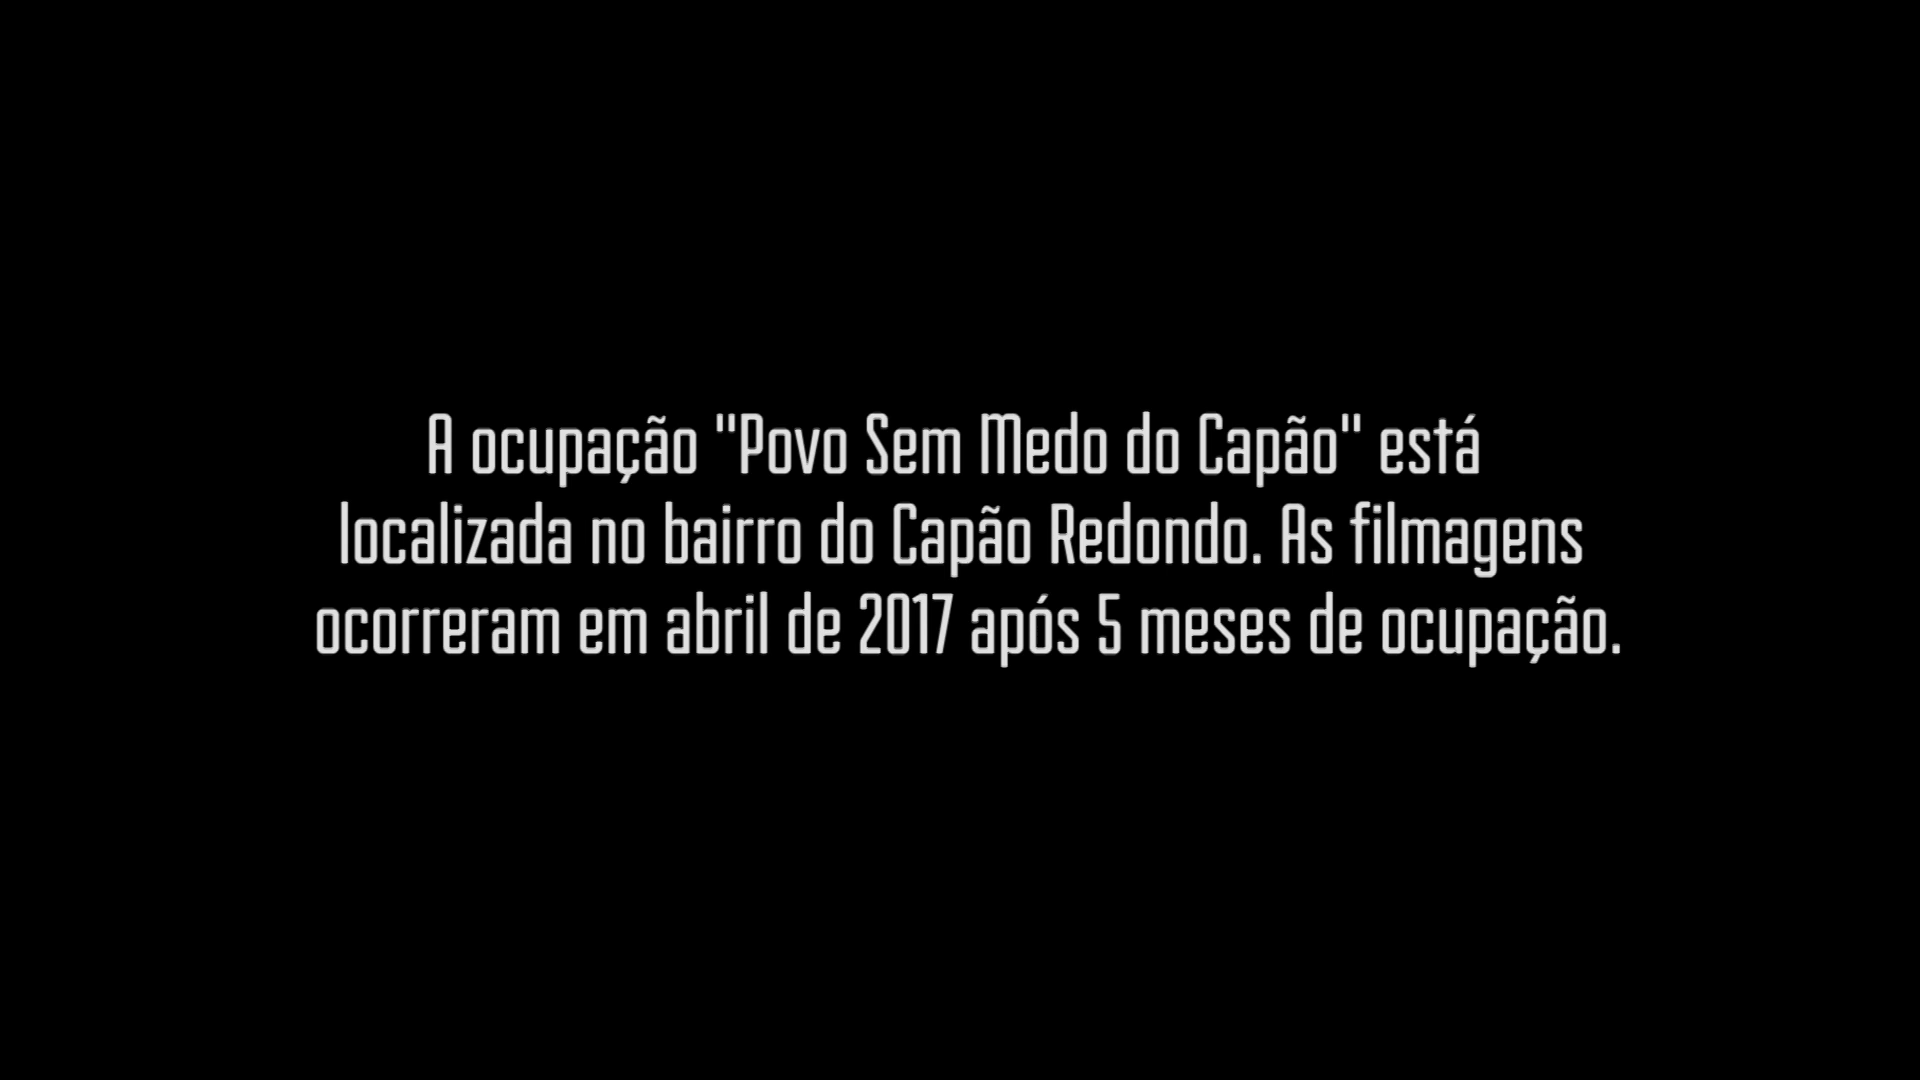 A ocupação "Povo Sem Medo do Capão" está
localizada no bairro do Capão Redondo. As filmagens
ocorreram em abril de 2017 após 5 meses de ocupação.